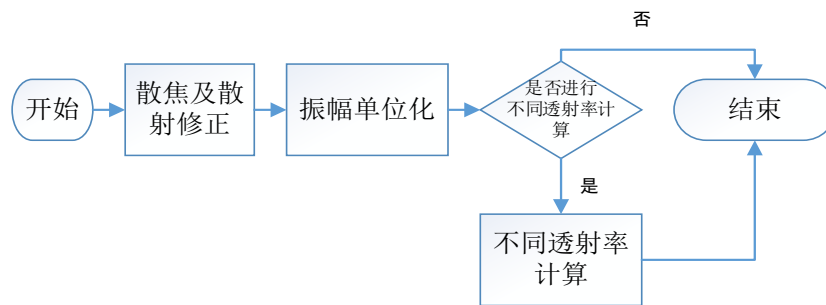 否
开始
散焦及散
射修正
振幅单位化
是否进行
不同透射率计
算
结束
是
不同透射率
计算